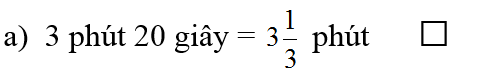 a) 3 phút 20 giây = 3 1/3 phút □